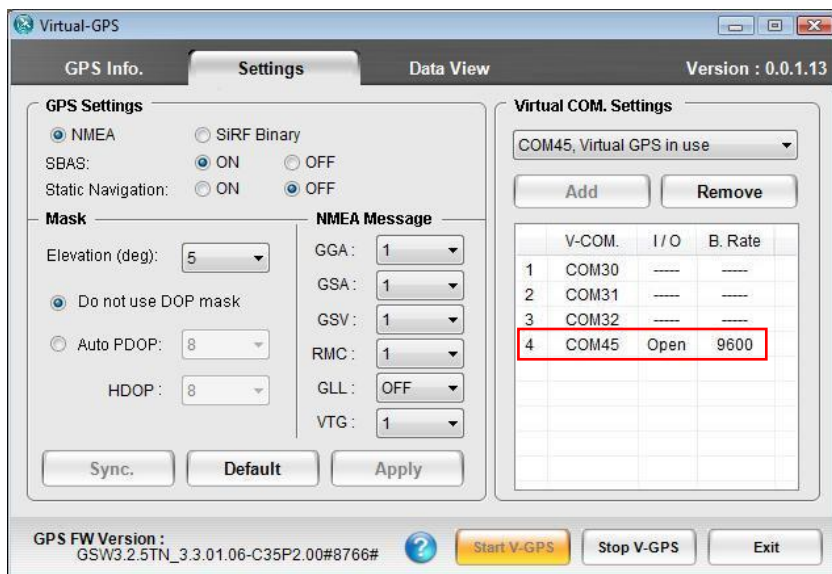 Virtual-GPS
GPS Info. Settings Data View Version : 0.0.1.13
GPS Settings
NMEA SiRF Binary
SBAS: ON OFF
Static Navigation: ON OFF
Mask
Elevation (deg): 5
Do not use DOP mask
Auto PDOP: 8
HDOP : 8
NMEA Message
GGA : 1
GSA : 1
GSV : 1
RMC : 1
GLL : OFF
VTG : 1
Sync. Default Apply
Virtual COM. Settings
COM45, Virtual GPS in use
Add Remove
V-COM. I / O B. Rate
1 COM30 ----- -----
2 COM31 ----- -----
3 COM32 ----- -----
4 COM45 Open 9600
GPS FW Version :
GSW3.2.5TN_3.3.01.06-C35P2.00#8766#
? Start V-GPS Stop V-GPS Exit